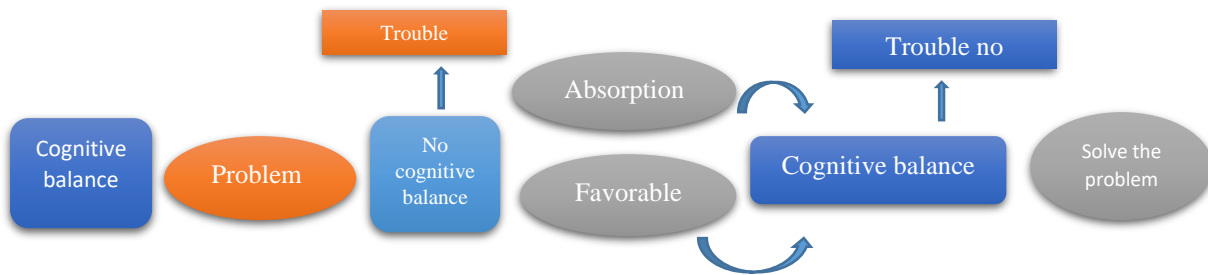 Trouble
Trouble no
Absorption
Cognitive
balance
Problem
No
cognitive
balance
Favorable
Cognitive balance
Solve the
problem